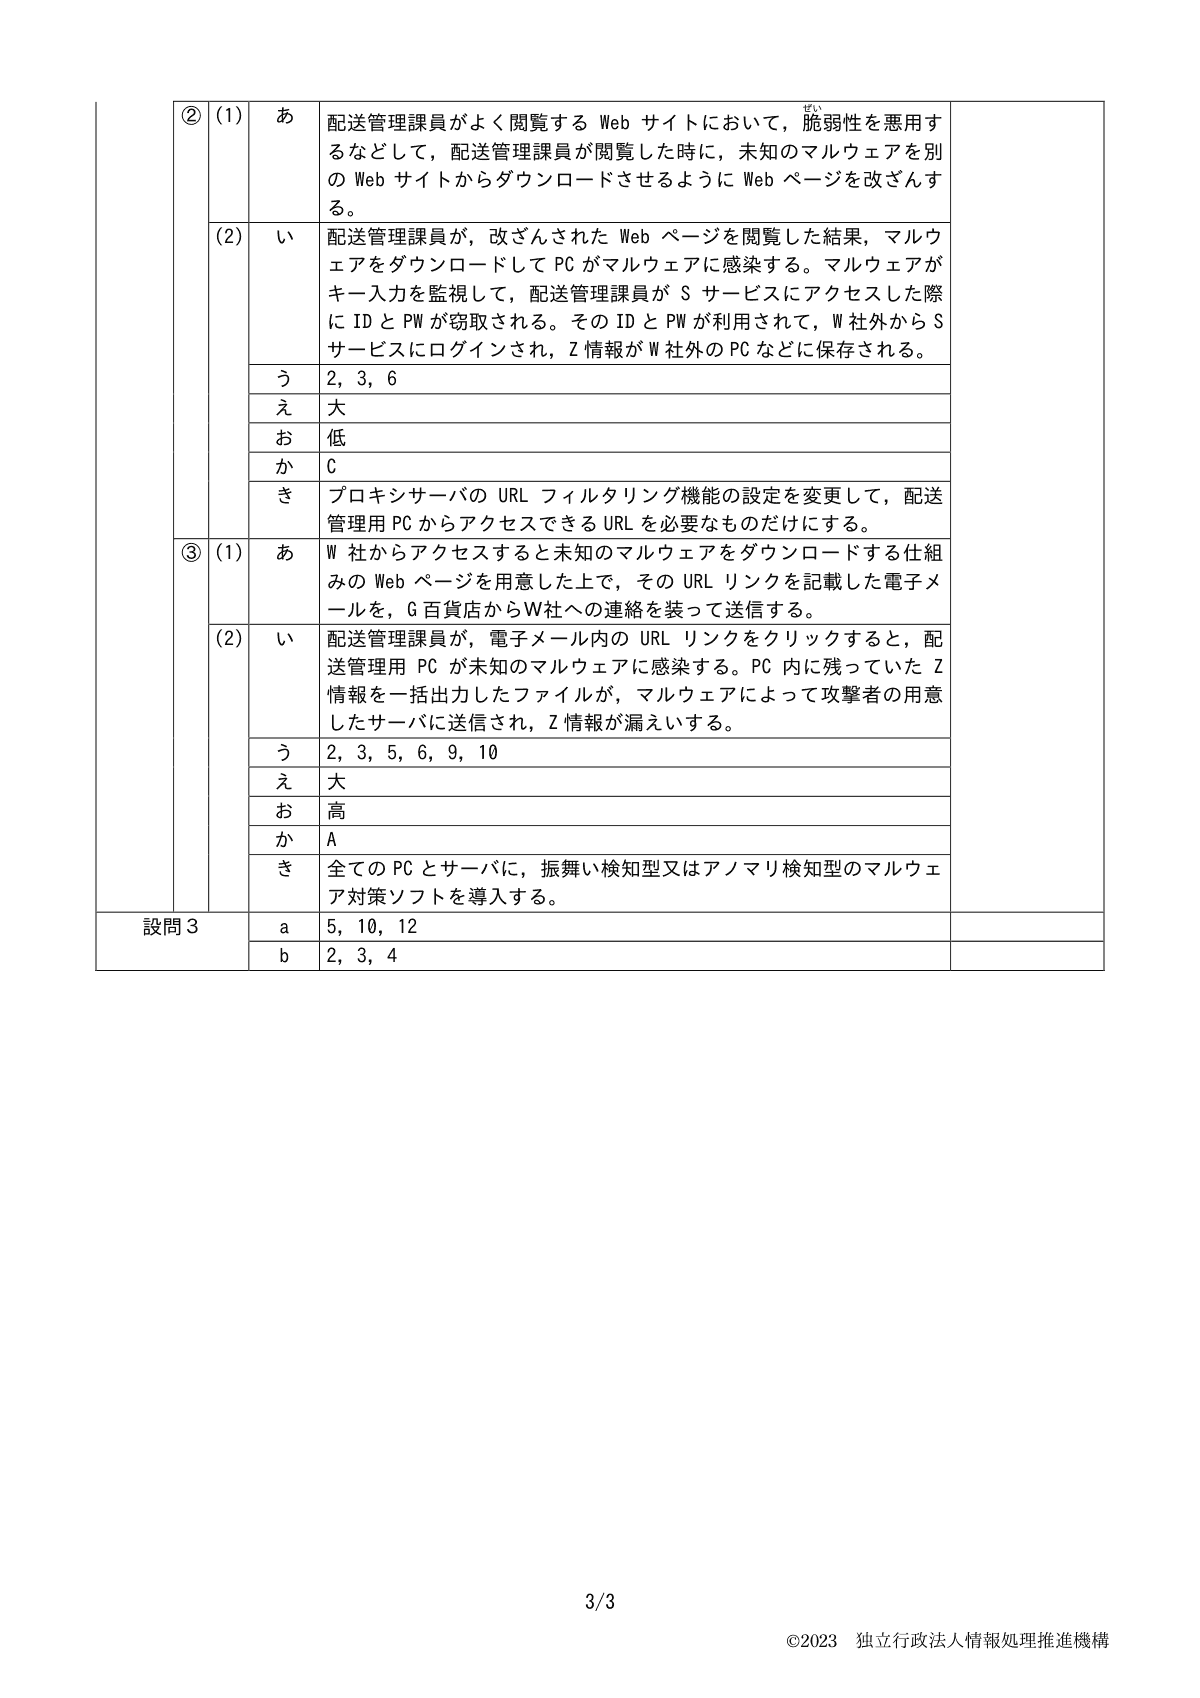 ② (1) あ 配送管理課員がよく閲覧する Web サイトにおいて，脆弱性を悪用す
ぜい
るなどして，配送管理課員が閲覧した時に，未知のマルウェアを別
の Web サイトからダウンロードさせるように Web ページを改ざんす
る。
(2) い 配送管理課員が，改ざんされた Web ページを閲覧した結果，マルウ
ェアをダウンロードして PC がマルウェアに感染する。マルウェアが
キー入力を監視して，配送管理課員が S サービスにアクセスした際
に ID と PW が窃取される。その ID と PW が利用されて，W 社外から S
サービスにログインされ，Z 情報が W 社外の PC などに保存される。
う 2, 3, 6
え 大
お 低
か C
き プロキシサーバの URL フィルタリング機能の設定を変更して，配送
管理用 PC からアクセスできる URL を必要なものだけにする。
③ (1) あ W 社からアクセスすると未知のマルウェアをダウンロードする仕組
みの Web ページを用意した上で，その URL リンクを記載した電子メ
ールを，G 百貨店からＷ社への連絡を装って送信する。
(2) い 配送管理課員が，電子メール内の URL リンクをクリックすると，配
送管理用 PC が未知のマルウェアに感染する。PC 内に残っていた Z
情報を一括出力したファイルが，マルウェアによって攻撃者の用意
したサーバに送信され，Z 情報が漏えいする。
う 2, 3, 5, 6, 9, 10
え 大
お 高
か A
き 全ての PC とサーバに，振舞い検知型又はアノマリ検知型のマルウェ
ア対策ソフトを導入する。
設問３ a 5, 10, 12
b 2, 3, 4
3/3
©2023 独立行政法人情報処理推進機構